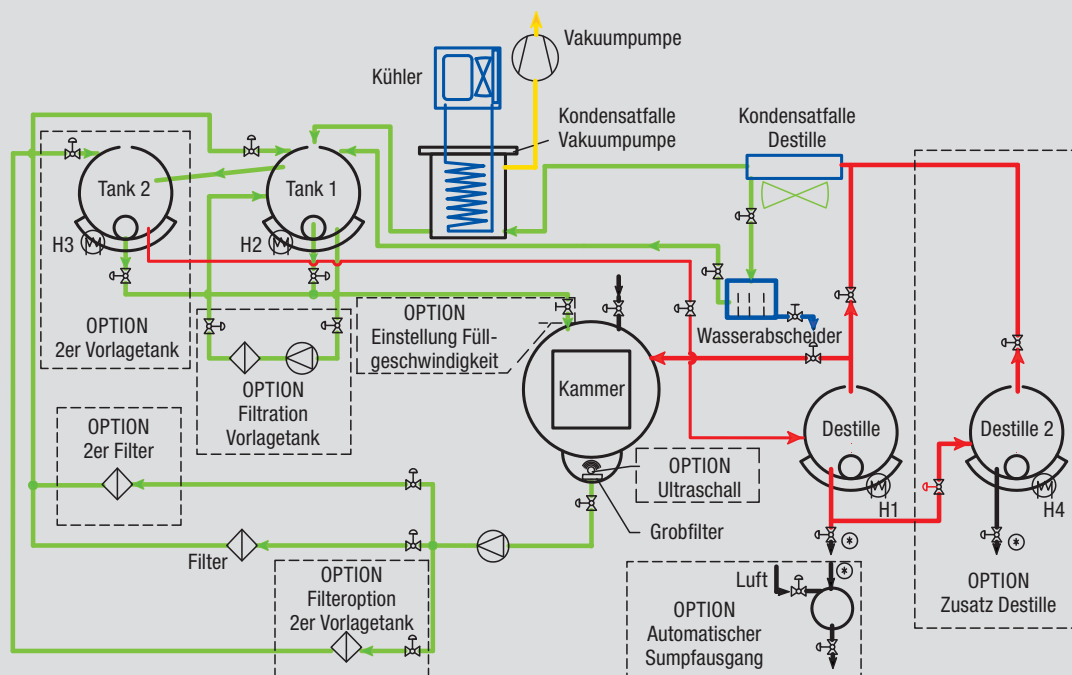 Vakuumpumpe
Kühler
Kondensatfalle
Vakuumpumpe
Kondensatfalle
Destille
Tank 2
Tank 1
H3
H2
OPTION
2er Vorlagetank
OPTION
Einstellung Füll-
geschwindigkeit
Wasserabscheider
OPTION
Filtration
Vorlagetank
Kammer
Destille
Destille 2
OPTION
2er Filter
OPTION
Ultraschall
H1
H4
Grobfilter
Filter
OPTION
Filteroption
2er Vorlagetank
Luft
OPTION
Automatischer
Sumpfausgang
OPTION
Zusatz Destille
*
*
*